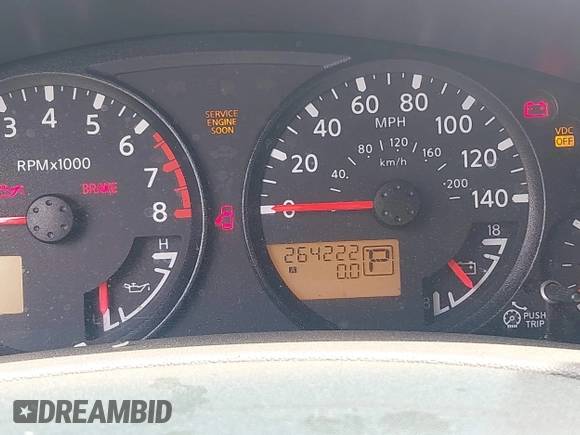 3 4 5 6 7 8
RPMx1000
BRAKE
H
L
SERVICE
ENGINE
SOON
0 20 40 60 80 100 120 140
MPH
40 80 120 160 200
km/h
264222
A 0.0 P
18
8
VDC
OFF
PUSH
TRIP
DREAMBID